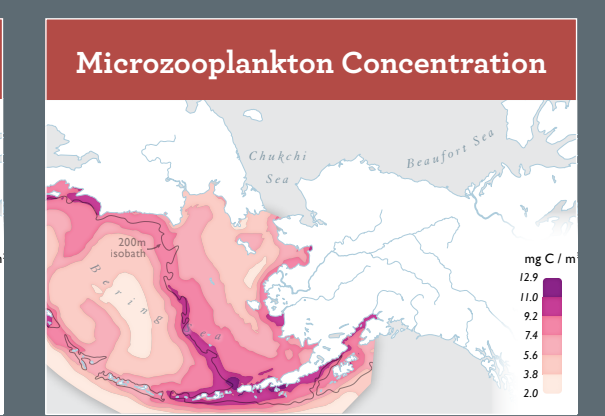 Microzooplankton Concentration
Chukchi
Sea
Beaufort Sea
200m
isobath
Bering Sea
mg C / m
12.9
11.0
9.2
7.4
5.6
3.8
2.0